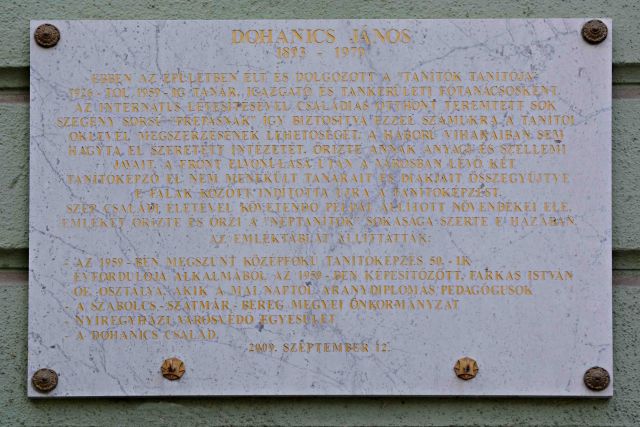 DOHANICS JÁNOS
1893 - 1979
EBBEN AZ ÉPÜLETBEN ÉLT ÉS DOLGOZOTT A "TANÍTÓK TANÍTÓJA"
1926 - TÓL 1959 - IG TANÁR, IGAZGATÓ ÉS TANKERÜLETI FŐTANÁCSOSKÉNT.
AZ INTERNÁTUS LÉTESÍTÉSÉVEL CSALÁDIAS OTTHONT TEREMTETT SOK
SZEGÉNY SORSÚ "PREPÁSNAK", ÍGY BIZTOSÍTVA EZZEL SZÁMUKRA A TANÍTÓI
OKLEVÉL MEGSZERZÉSÉNEK LEHETŐSÉGÉT. A HÁBORÚ VIHARAIBAN SEM
HAGYTA EL SZERETETT INTÉZETÉT. ŐRIZTE ANNAK ANYAGI ÉS SZELLEMI
JAVAIT. A FRONT ELVONULÁSA UTÁN A VÁROSBAN LÉVŐ KÉT
TANÍTÓKÉPZŐ EL NEM MENEKÜLT TANÁRAIT ÉS DIÁKJAIT ÖSSZEGYŰJTVE
E FALAK KÖZÖTT INDÍTOTTA ÚJRA A TANÍTÓKÉPZÉST.
SZÉP CSALÁDI ÉLETÉVEL KÖVETENDŐ PÉLDÁT ÁLLÍTOTT NÖVENDÉKEI ELÉ.
EMLÉKÉT ŐRIZTE ÉS ŐRZI A "NÉPTANÍTÓK" SOKASÁGA SZERTE E HAZÁBAN.
AZ EMLÉKTÁBLÁT ÁLLÍTTATTÁK:
- AZ 1959 - BEN MEGSZŰNT KÖZÉPFOKÚ TANÍTÓKÉPZÉS 50. - IK
ÉVFORDULÓJA ALKALMÁBÓL AZ 1959 - BEN KÉPESÍTŐZÖTT, FARKAS ISTVÁN
OF. OSZTÁLYA, AKIK A MAI NAPTÓL ARANYDIPLOMÁS PEDAGÓGUSOK
- A SZABOLCS - SZATMÁR - BEREG MEGYEI ÖNKORMÁNYZAT
NYÍREGYHÁZI VÁROSVÉDŐ EGYESÜLET
- A DOHANICS CSALÁD
2009. SZEPTEMBER 12.